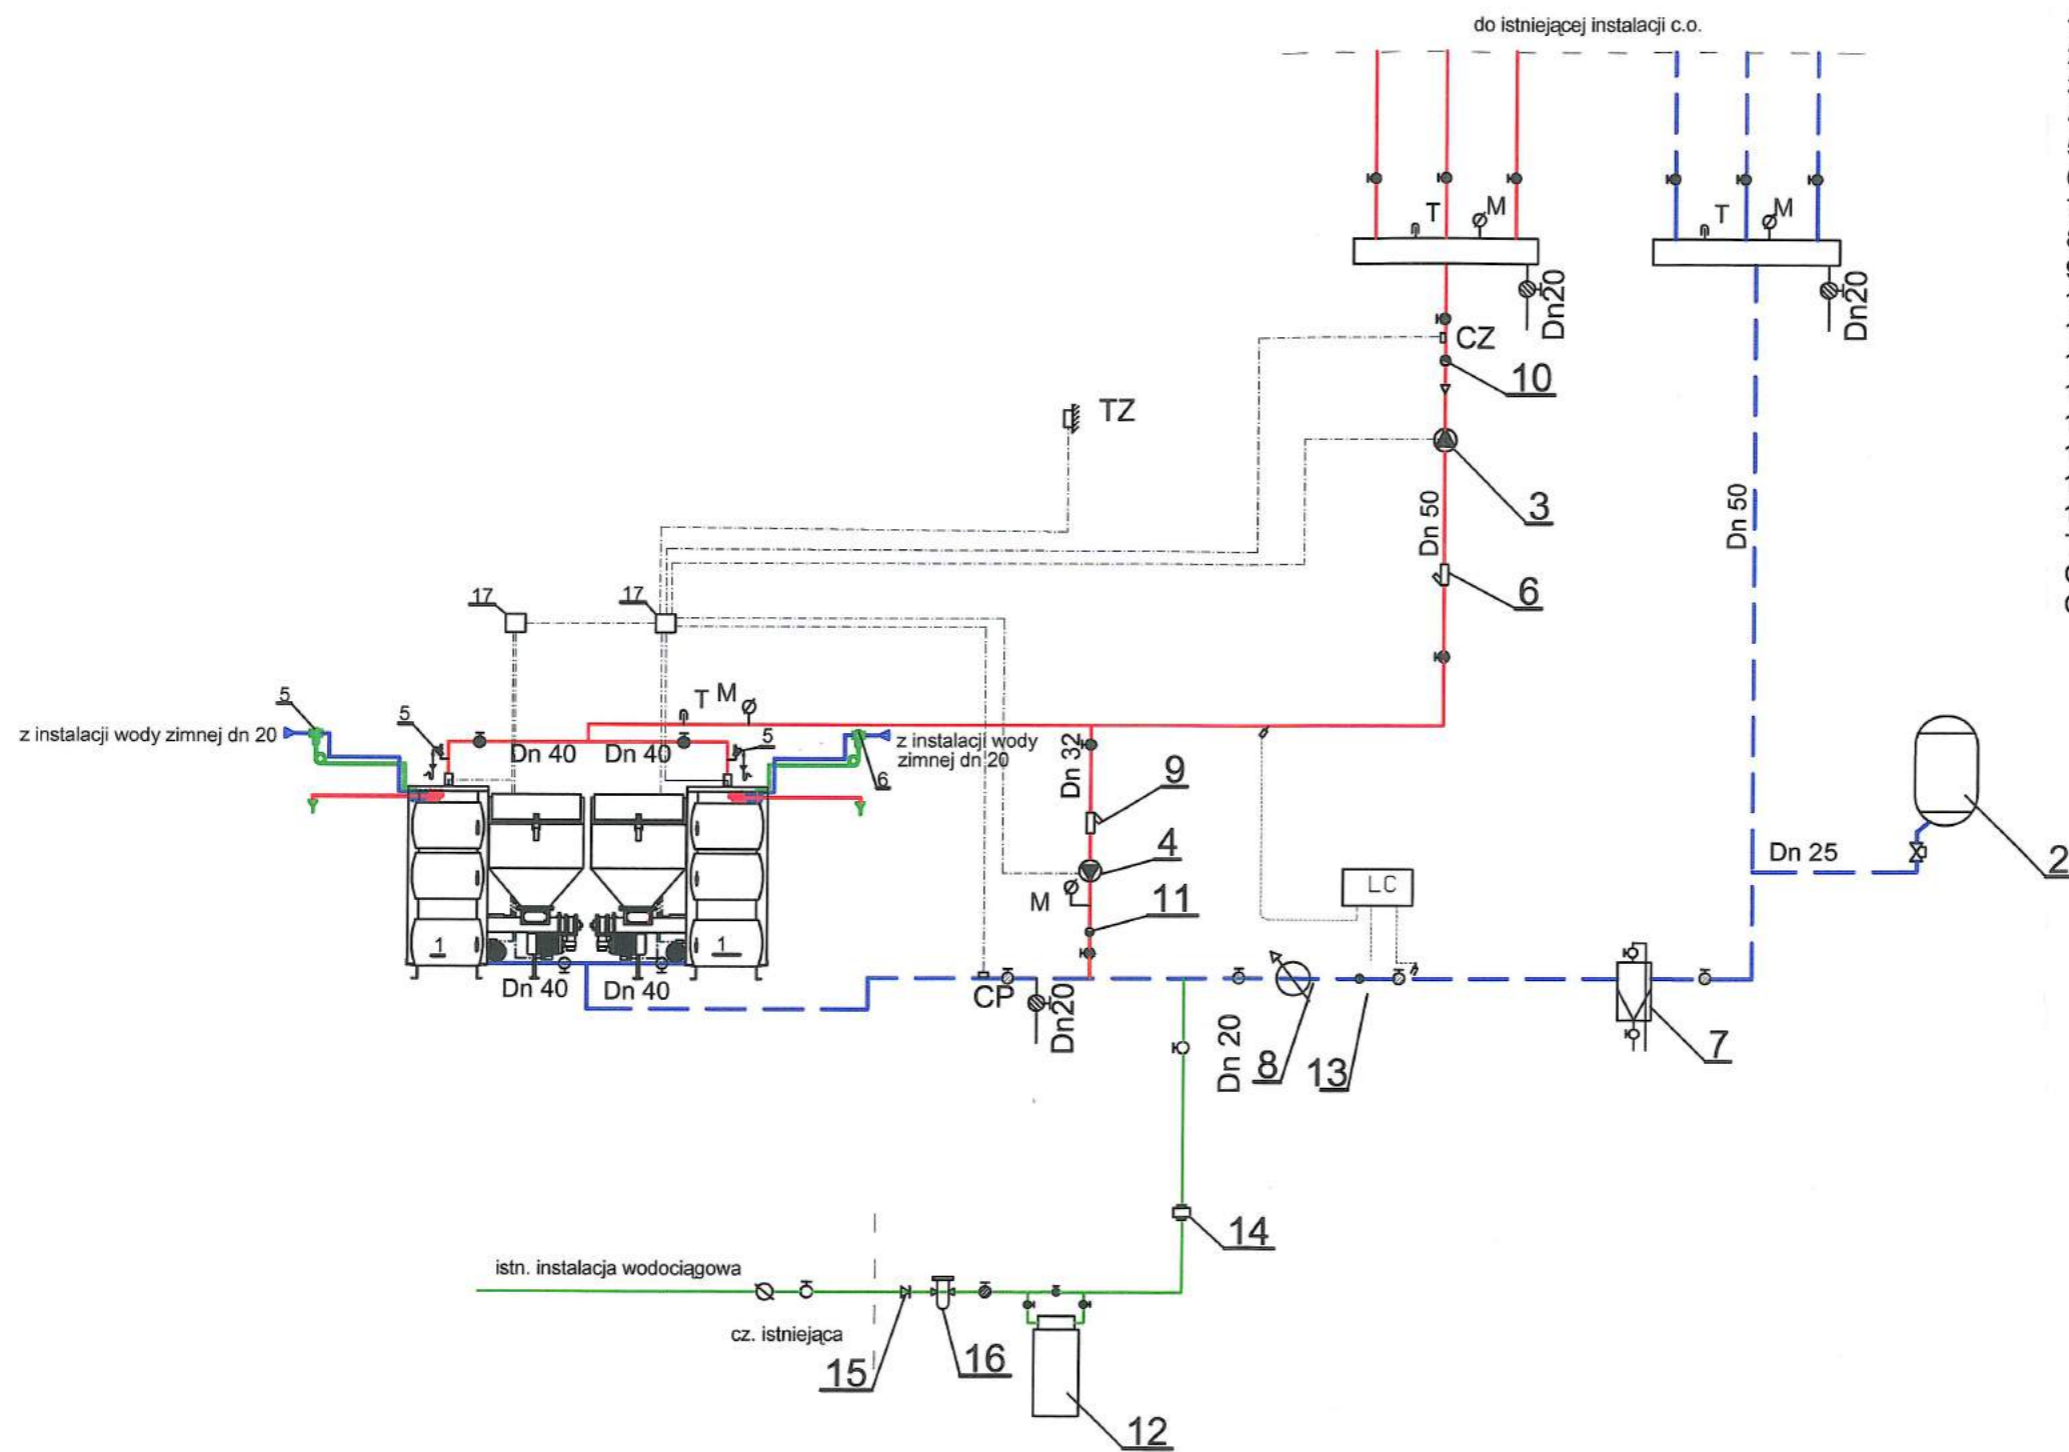 do istniejącej instalacji c.o.
T
M
T
M
Dn20
Dn20
CZ
10
TZ
3
Dn 50
Dn 50
6
17
17
5
5
T M
5
z instalacji wody zimnej dn 20
Dn 40
Dn 40
z instalacji wody
zimnej dn 20
6
Dn 32
9
4
Dn 25
2
M
11
LC
1
1
Dn 40
Dn 40
CP
Dn20
Dn 20
8
13
7
14
istn. instalacja wodociągowa
cz. istniejąca
15
16
12